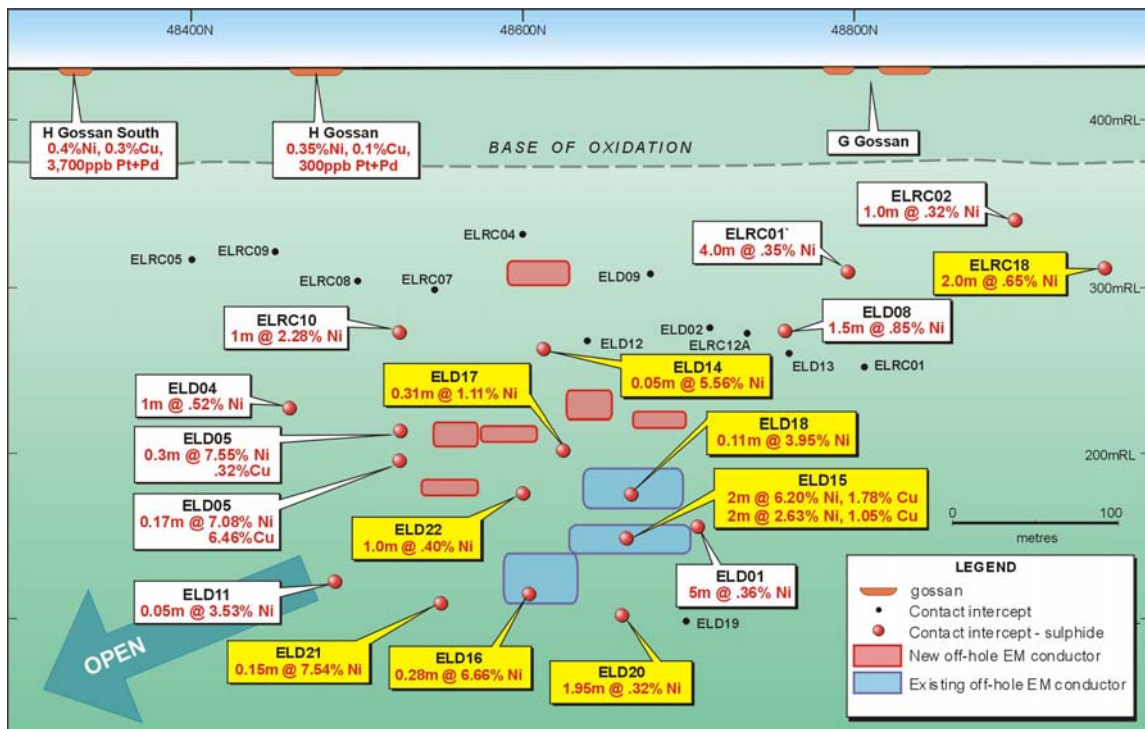 48400N
48600N
48800N
400mRL
H Gossan South
0.4%Ni, 0.3%Cu,
3,700ppb Pt+Pd
H Gossan
0.35%Ni, 0.1%Cu,
300ppb Pt+Pd
BASE OF OXIDATION
G Gossan
ELRC02
1.0m @ .32% Ni
ELRC04
ELRC01`
4.0m @ .35% Ni
ELRC09
ELRC05
ELRC18
2.0m @ .65% Ni
ELRC08
ELRC07
ELD09
300mRL
ELRC10
1m @ 2.28% Ni
ELD08
1.5m @ .85% Ni
ELD02
ELD12
ELRC12A
ELD13
ELRC01
ELD14
0.05m @ 5.56% Ni
ELD17
0.31m @ 1.11% Ni
ELD04
1m @ .52% Ni
ELD18
0.11m @ 3.95% Ni
ELD05
0.3m @ 7.55% Ni
.32%Cu
200mRL
ELD15
2m @ 6.20% Ni, 1.78% Cu
2m @ 2.63% Ni, 1.05% Cu
ELD05
0.17m @ 7.08% Ni
6.46%Cu
ELD22
1.0m @ .40% Ni
0
100
metres
ELD01
5m @ .36% Ni
ELD11
0.05m @ 3.53% Ni
OPEN
ELD19
ELD21
0.15m @ 7.54% Ni
ELD16
0.28m @ 6.66% Ni
ELD20
1.95m @ .32% Ni
LEGEND
gossan
Contact intercept
Contact intercept - sulphide
New off-hole EM conductor
Existing off-hole EM conductor